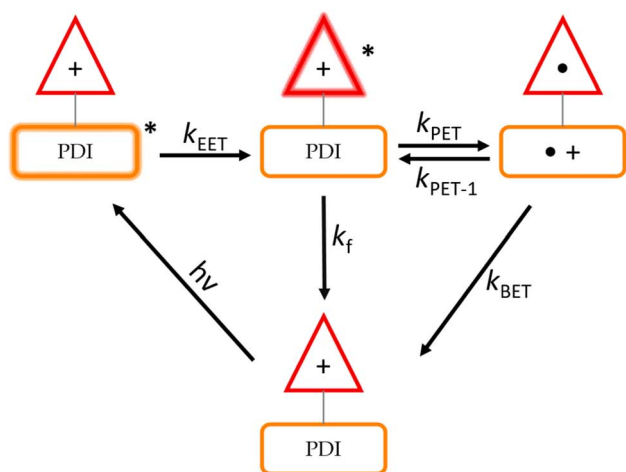 +
*
PDI
k_EET
+
*
PDI
k_PET
k_PET-1
•
• +
hν
k_f
k_BET
+
PDI